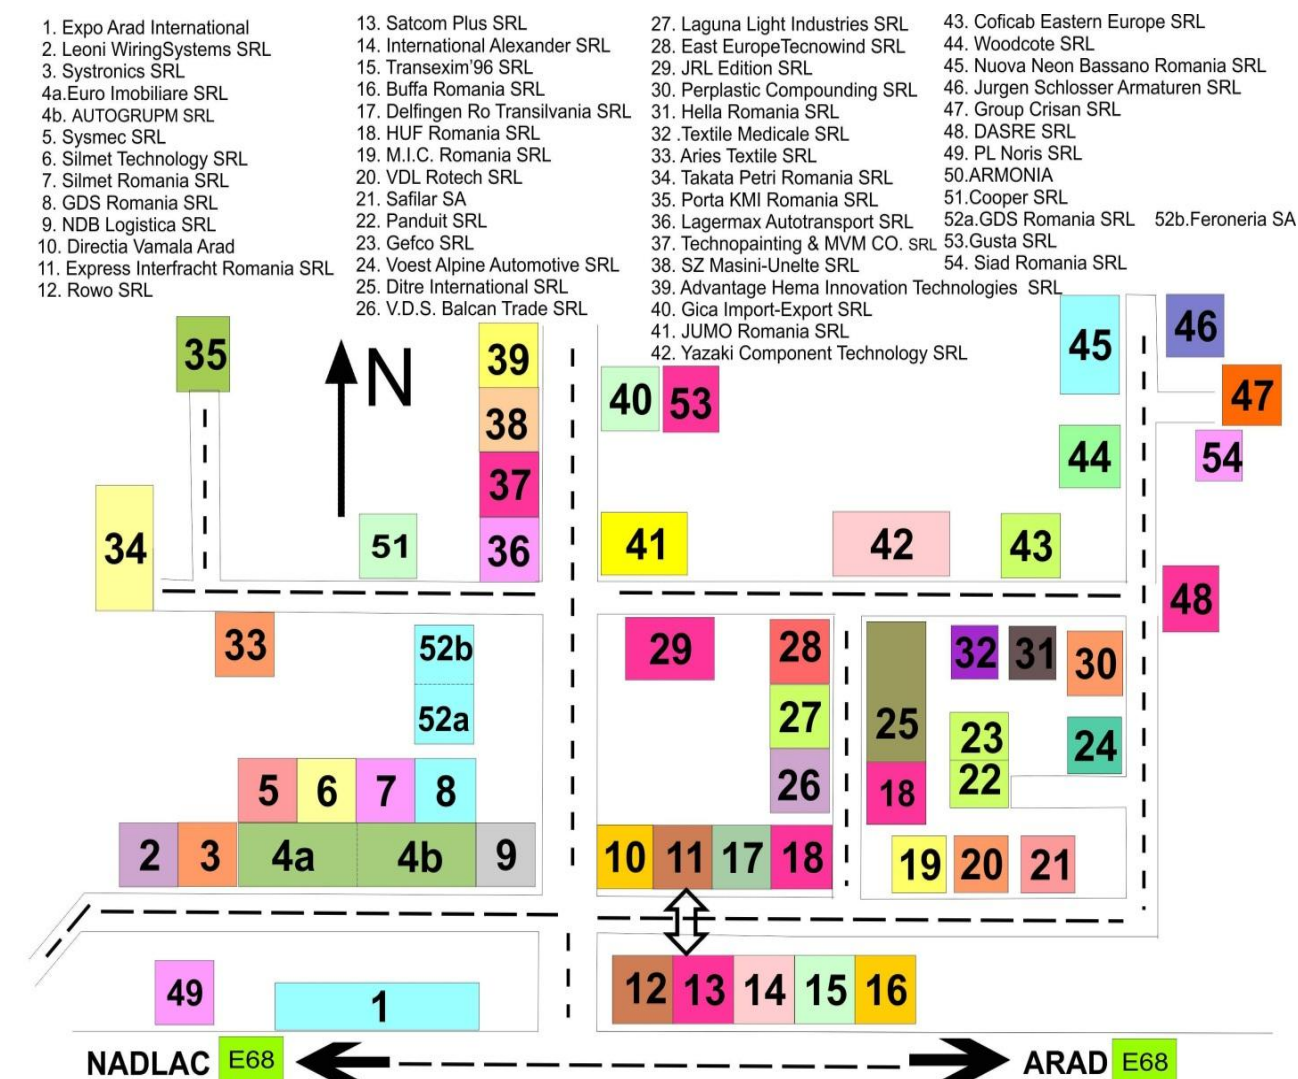 1. Expo Arad International
2. Leoni WiringSystems SRL
3. Systronics SRL
4a.Euro Imobiliare SRL
4b. AUTOGRUPM SRL
5. Sysmec SRL
6. Silmet Technology SRL
7. Silmet Romania SRL
8. GDS Romania SRL
9. NDB Logistica SRL
10. Directia Vamala Arad
11. Express Interfracht Romania SRL
12. Rowo SRL
13. Satcom Plus SRL
14. International Alexander SRL
15. Transexim'96 SRL
16. Buffa Romania SRL
17. Delfingen Ro Transilvania SRL
18. HUF Romania SRL
19. M.I.C. Romania SRL
20. VDL Rotech SRL
21. Safilar SA
22. Panduit SRL
23. Gefco SRL
24. Voest Alpine Automotive SRL
25. Ditre International SRL
26. V.D.S. Balcan Trade SRL
27. Laguna Light Industries SRL
28. East EuropeTecnowind SRL
29. JRL Edition SRL
30. Perplastic Compounding SRL
31. Hella Romania SRL
32 .Textile Medicale SRL
33. Aries Textile SRL
34. Takata Petri Romania SRL
35. Porta KMI Romania SRL
36. Lagermax Autotransport SRL
37. Technopainting & MVM CO. SRL
38. SZ Masini-Unelte SRL
39. Advantage Hema Innovation Technologies SRL
40. Gica Import-Export SRL
41. JUMO Romania SRL
42. Yazaki Component Technology SRL
43. Coficab Eastern Europe SRL
44. Woodcote SRL
45. Nuova Neon Bassano Romania SRL
46. Jurgen Schlosser Armaturen SRL
47. Group Crisan SRL
48. DASRE SRL
49. PL Noris SRL
50.ARMONIA
51.Cooper SRL
52a.GDS Romania SRL 52b.Feroneria SA
53.Gusta SRL
54. Siad Romania SRL
35 N 39 45 46
38 40 53 47
37 44 54
34 51 36 41 42 43
48
33 52b 29 28 32 31 30
52a 27 25 23 24
5 6 7 8 26 18 22
2 3 4a 4b 9 10 11 17 18 19 20 21
49 1 12 13 14 15 16
NADLAC E68 ARAD E68